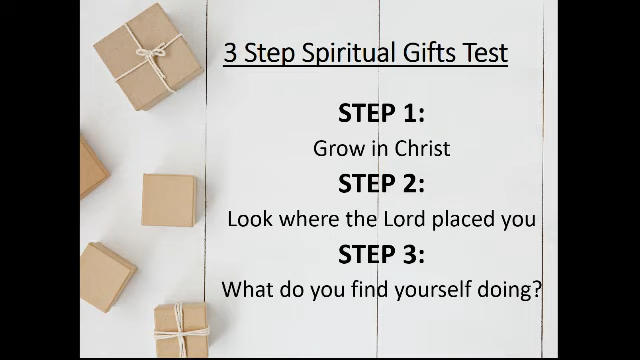 3 Step Spiritual Gifts Test
STEP 1:
Grow in Christ
STEP 2:
Look where the Lord placed you
STEP 3:
What do you find yourself doing?